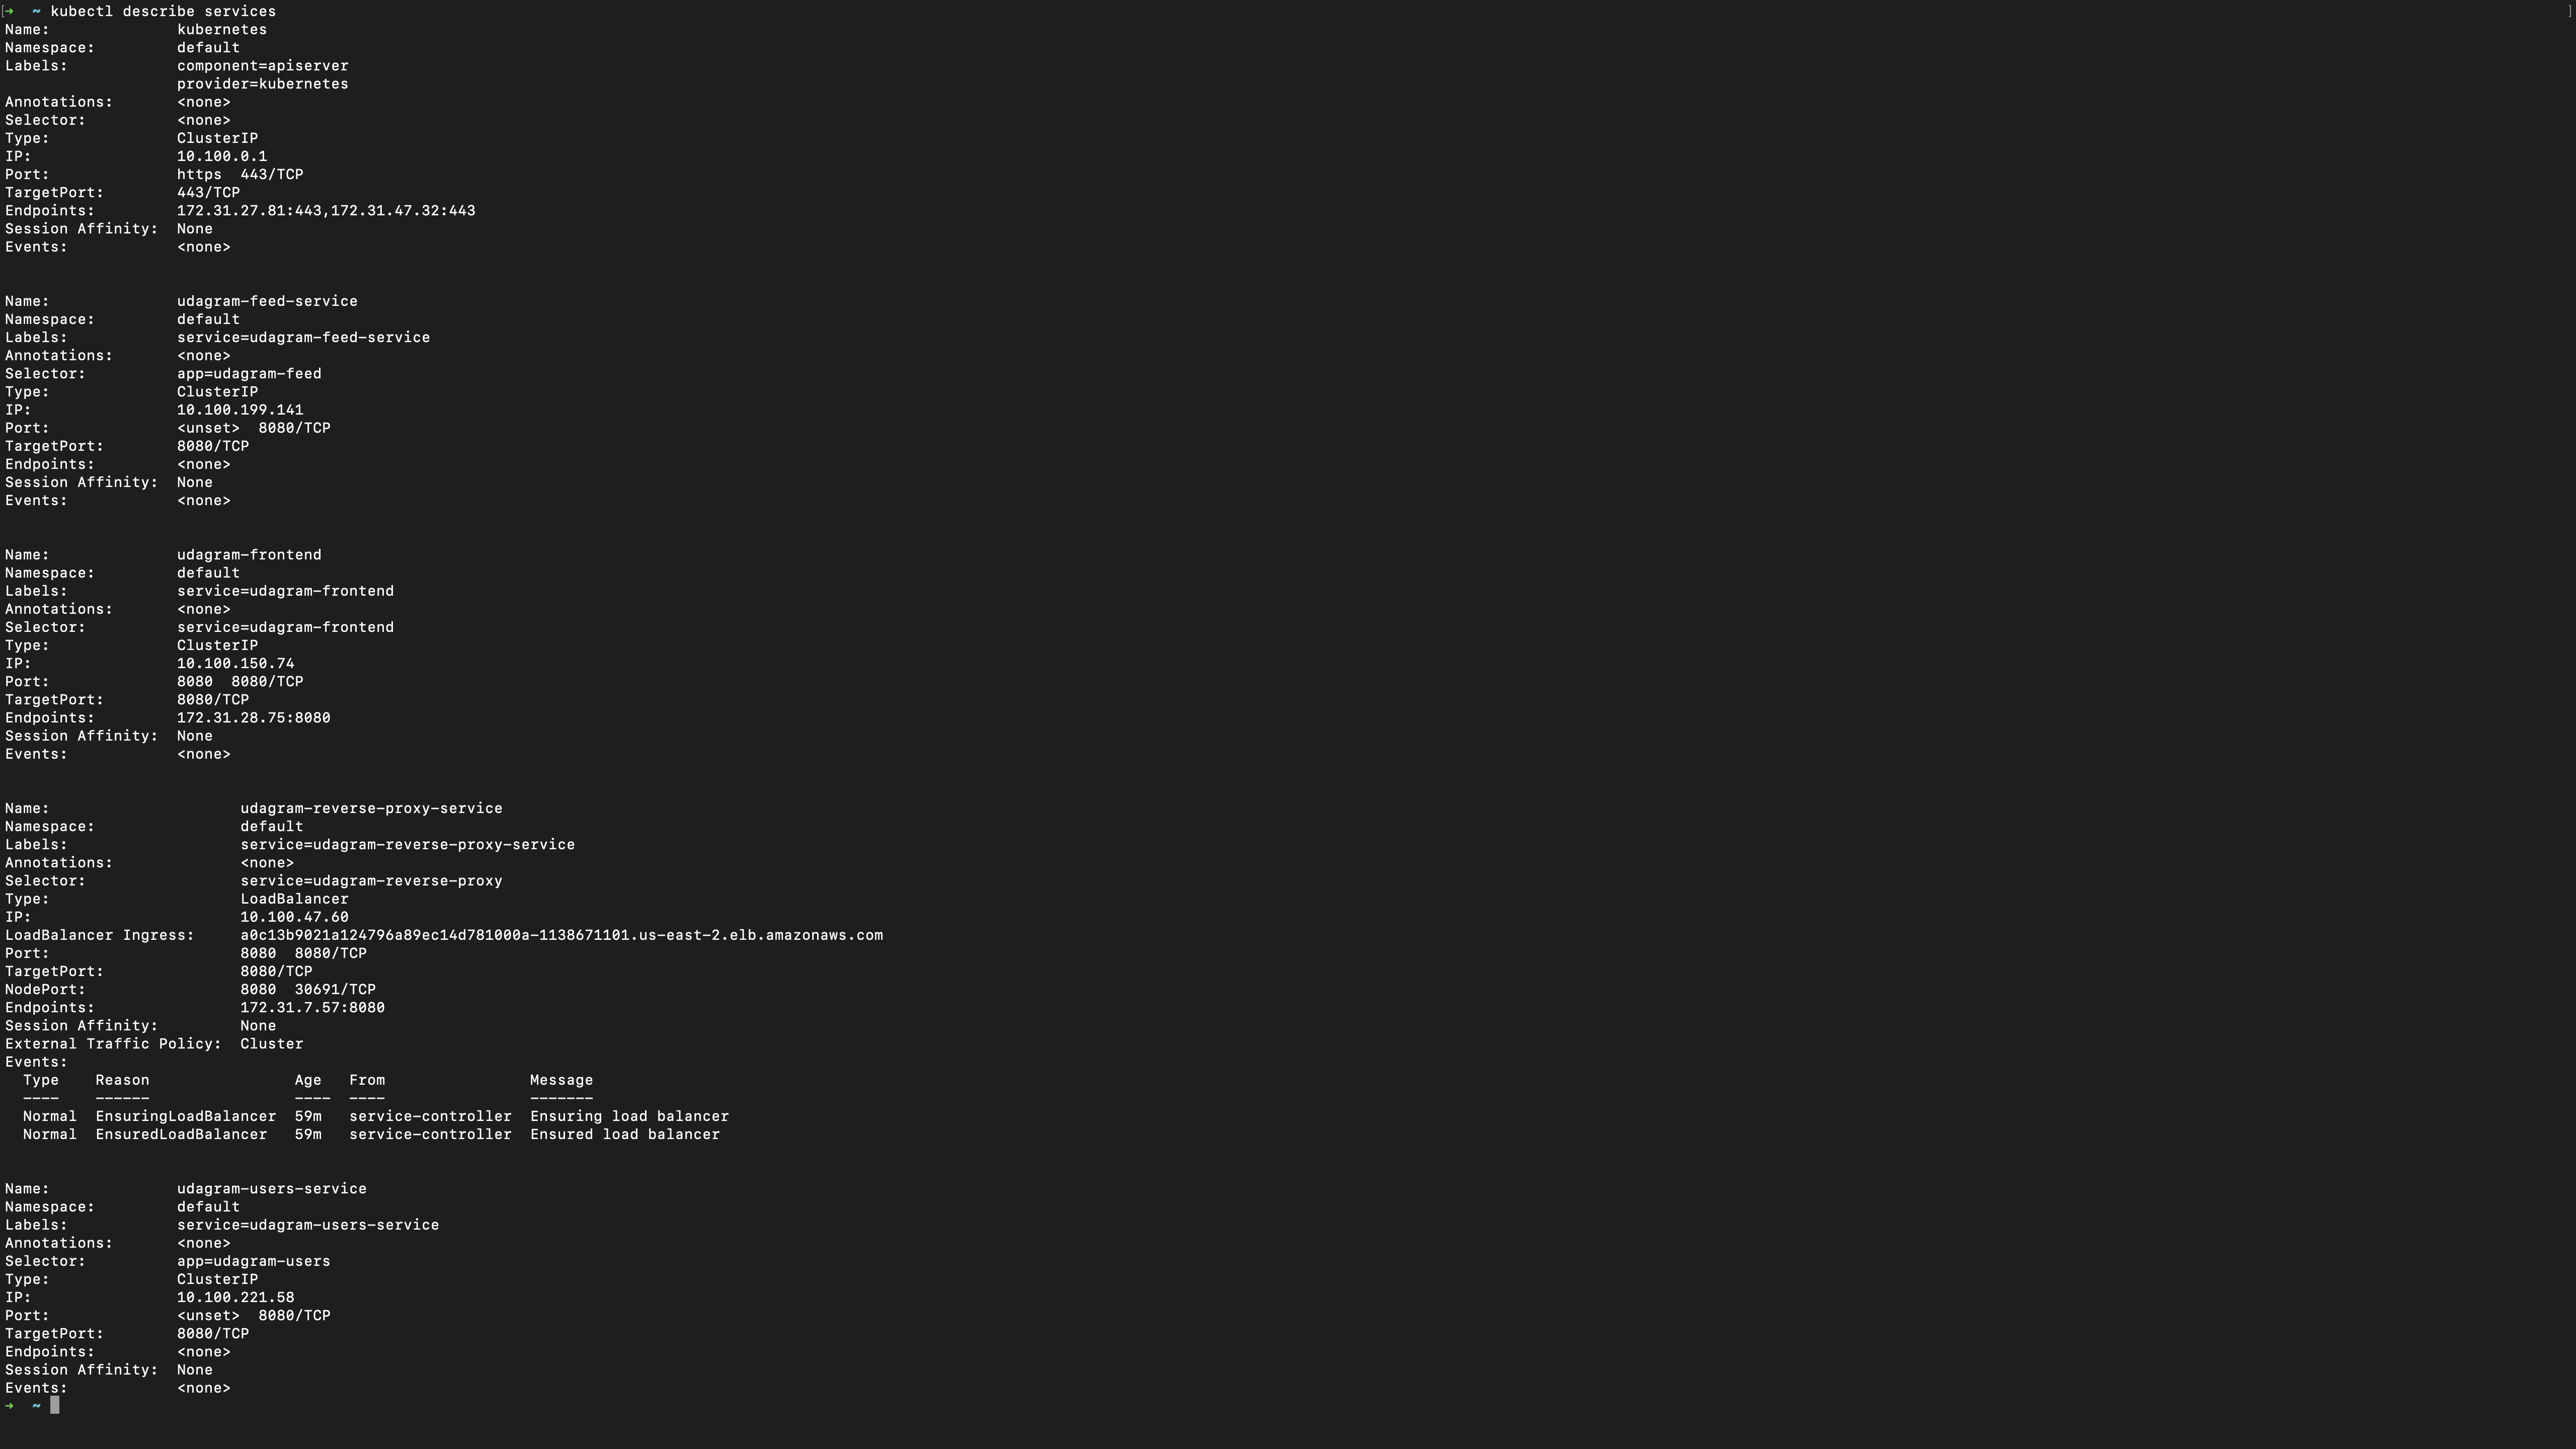 [→ ~ kubectl describe services ]
Name: kubernetes
Namespace: default
Labels: component=apiserver
provider=kubernetes
Annotations: <none>
Selector: <none>
Type: ClusterIP
IP: 10.100.0.1
Port: https 443/TCP
TargetPort: 443/TCP
Endpoints: 172.31.27.81:443,172.31.47.32:443
Session Affinity: None
Events: <none>
Name: udagram-feed-service
Namespace: default
Labels: service=udagram-feed-service
Annotations: <none>
Selector: app=udagram-feed
Type: ClusterIP
IP: 10.100.199.141
Port: <unset> 8080/TCP
TargetPort: 8080/TCP
Endpoints: <none>
Session Affinity: None
Events: <none>
Name: udagram-frontend
Namespace: default
Labels: service=udagram-frontend
Annotations: <none>
Selector: service=udagram-frontend
Type: ClusterIP
IP: 10.100.150.74
Port: 8080 8080/TCP
TargetPort: 8080/TCP
Endpoints: 172.31.28.75:8080
Session Affinity: None
Events: <none>
Name: udagram-reverse-proxy-service
Namespace: default
Labels: service=udagram-reverse-proxy-service
Annotations: <none>
Selector: service=udagram-reverse-proxy
Type: LoadBalancer
IP: 10.100.47.60
LoadBalancer Ingress: a0c13b9021a124796a89ec14d781000a-1138671101.us-east-2.elb.amazonaws.com
Port: 8080 8080/TCP
TargetPort: 8080/TCP
NodePort: 8080 30691/TCP
Endpoints: 172.31.7.57:8080
Session Affinity: None
External Traffic Policy: Cluster
Events:
Type Reason Age From Message
---- ------ ---- ---- -------
Normal EnsuringLoadBalancer 59m service-controller Ensuring load balancer
Normal EnsuredLoadBalancer 59m service-controller Ensured load balancer
Name: udagram-users-service
Namespace: default
Labels: service=udagram-users-service
Annotations: <none>
Selector: app=udagram-users
Type: ClusterIP
IP: 10.100.221.58
Port: <unset> 8080/TCP
TargetPort: 8080/TCP
Endpoints: <none>
Session Affinity: None
Events: <none>
→ ~